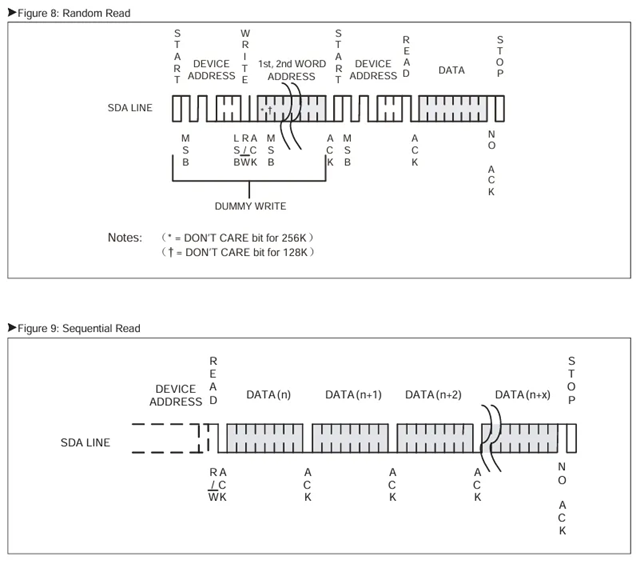 ➤Figure 8: Random Read
START
DEVICE ADDRESS
WRITE
1st, 2nd WORD ADDRESS
START
DEVICE ADDRESS
READ
DATA
STOP
SDA LINE
* †
MSB
LSB
R/W
ACK
MSB
ACK
MSB
ACK
NO ACK
DUMMY WRITE
Notes: (* = DON'T CARE bit for 256K)
(† = DON'T CARE bit for 128K)
➤Figure 9: Sequential Read
DEVICE ADDRESS
READ
DATA(n)
DATA(n+1)
DATA(n+2)
DATA(n+x)
STOP
SDA LINE
R/W
ACK
ACK
ACK
ACK
NO ACK